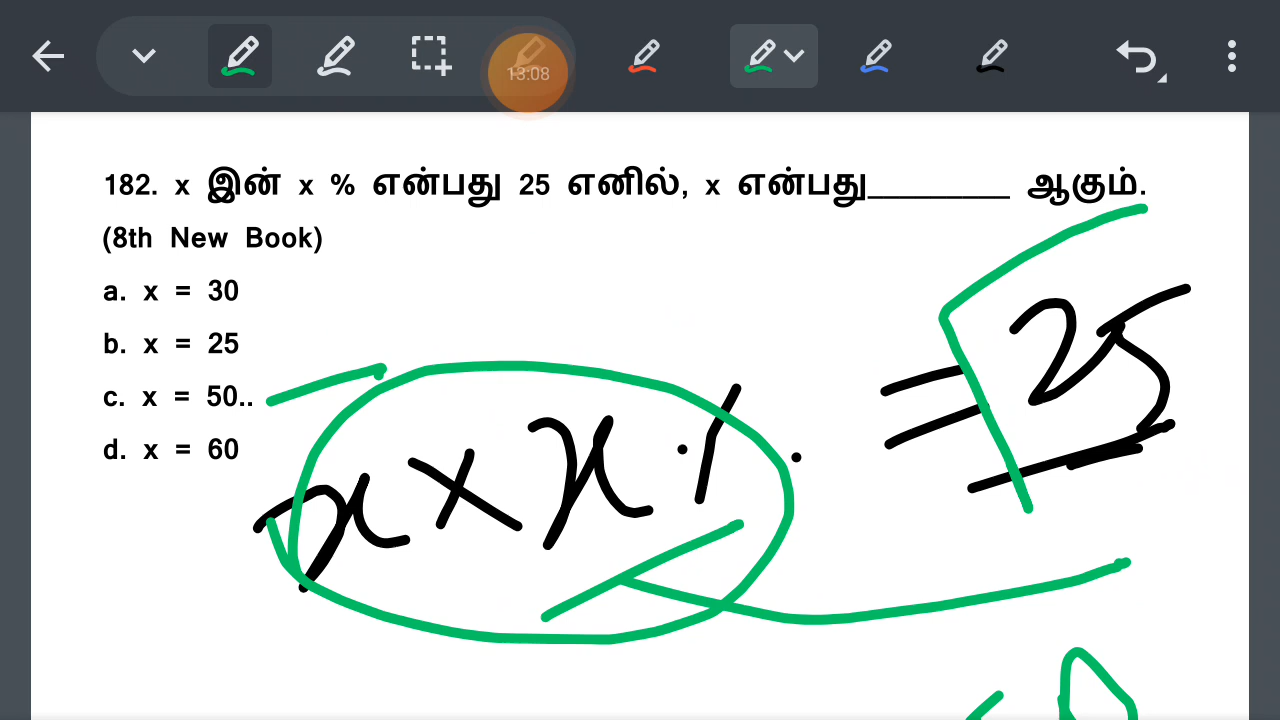 13:08
182. x இன் x % என்பது 25 எனில், x என்பது________ ஆகும்.
(8th New Book)
a. x = 30
b. x = 25
c. x = 50..
d. x = 60
x × x % = 25